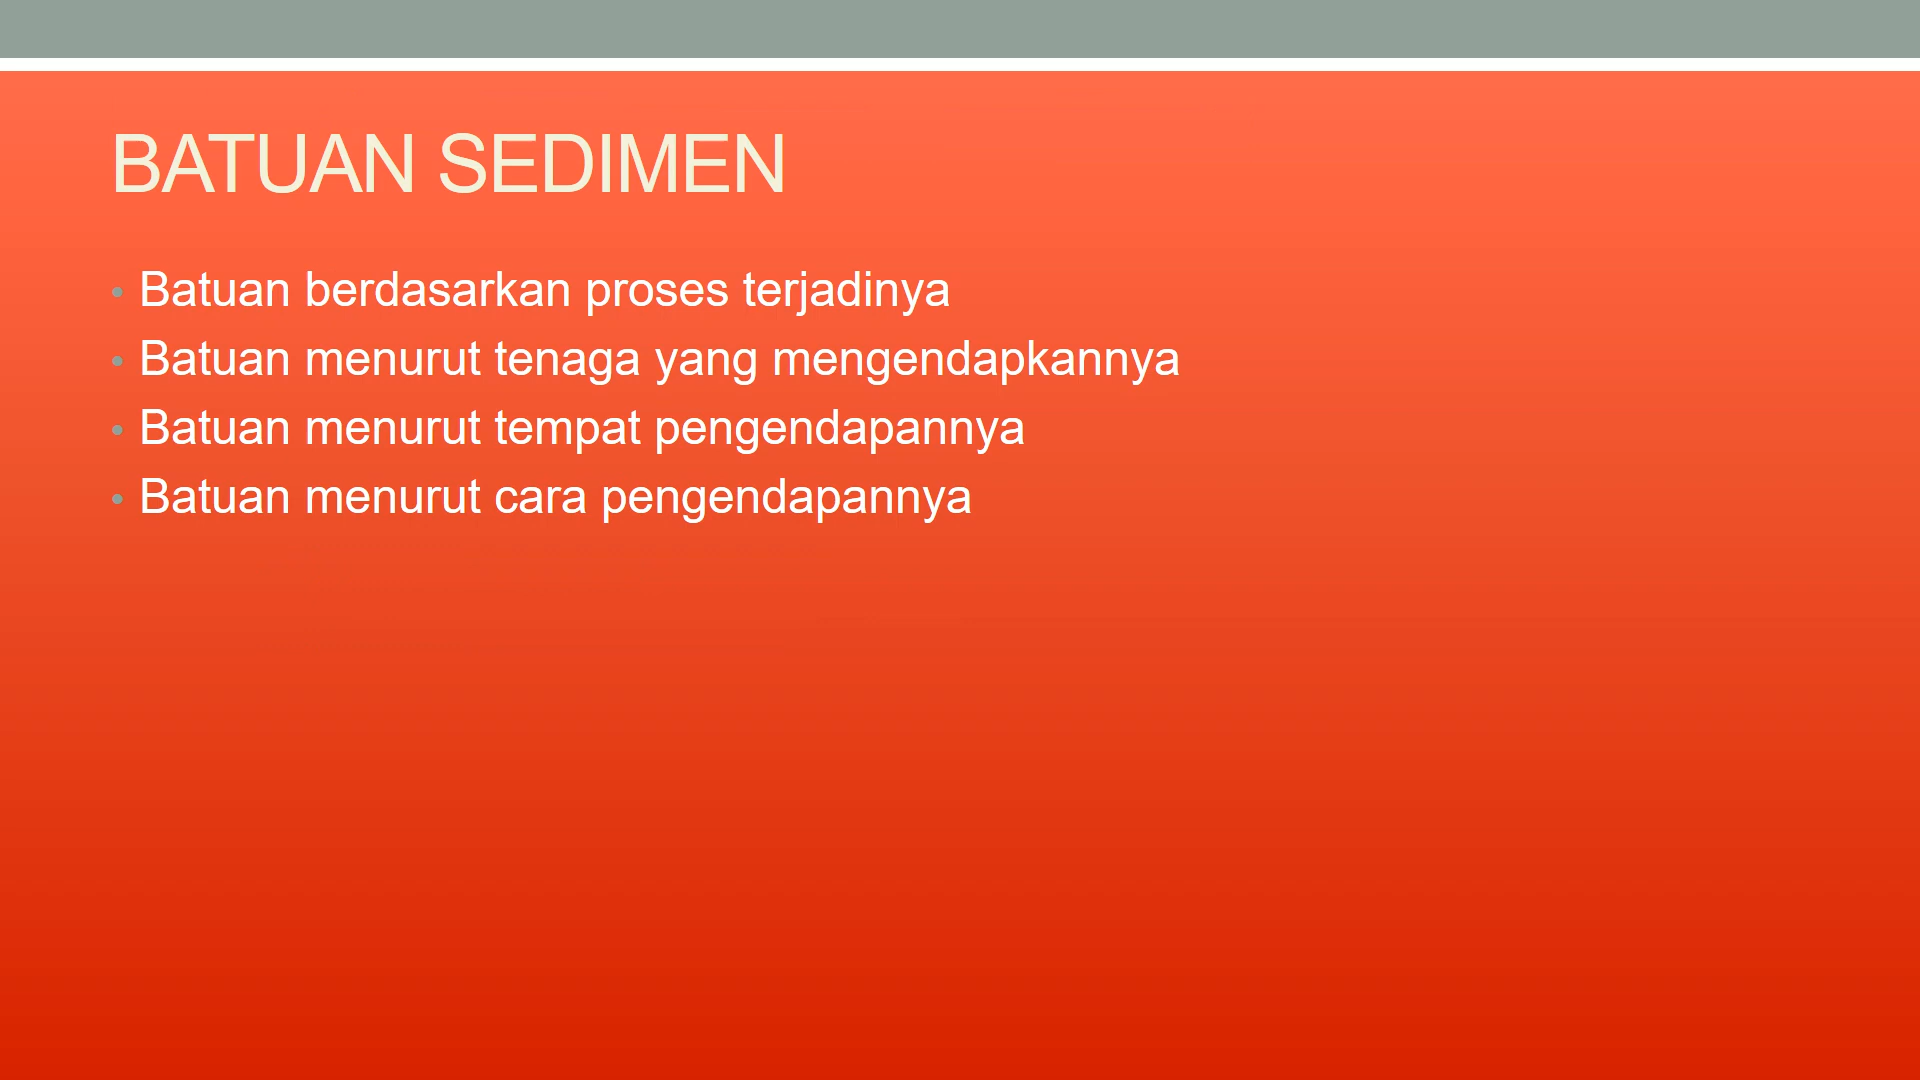 BATUAN SEDIMEN
• Batuan berdasarkan proses terjadinya
• Batuan menurut tenaga yang mengendapkannya
• Batuan menurut tempat pengendapannya
• Batuan menurut cara pengendapannya